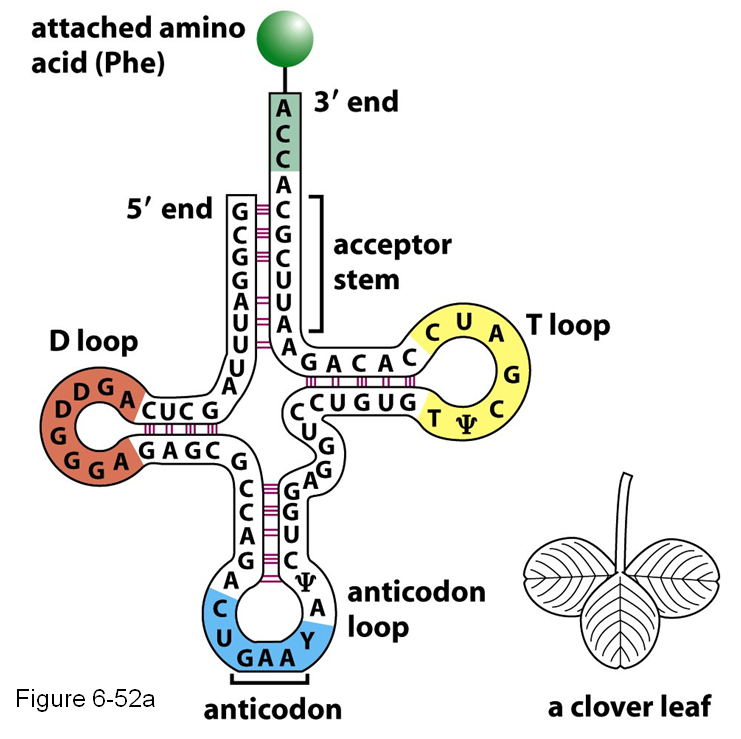 attached amino
acid (Phe)
3′ end
A
C
C
A
C
G
C
U
U
A
A
5′ end
G
C
G
G
A
U
U
U
A
acceptor
stem
D loop
A G D D G G G A
C U C G
G A G C
T loop
G A C A C
C U A G C Ψ T
C C U G U G
U
G
G
A
G
G
U
C
Ψ
A
Y
G
C
C
A
G
A
C
U
G A A
anticodon
loop
anticodon
Figure 6-52a
a clover leaf